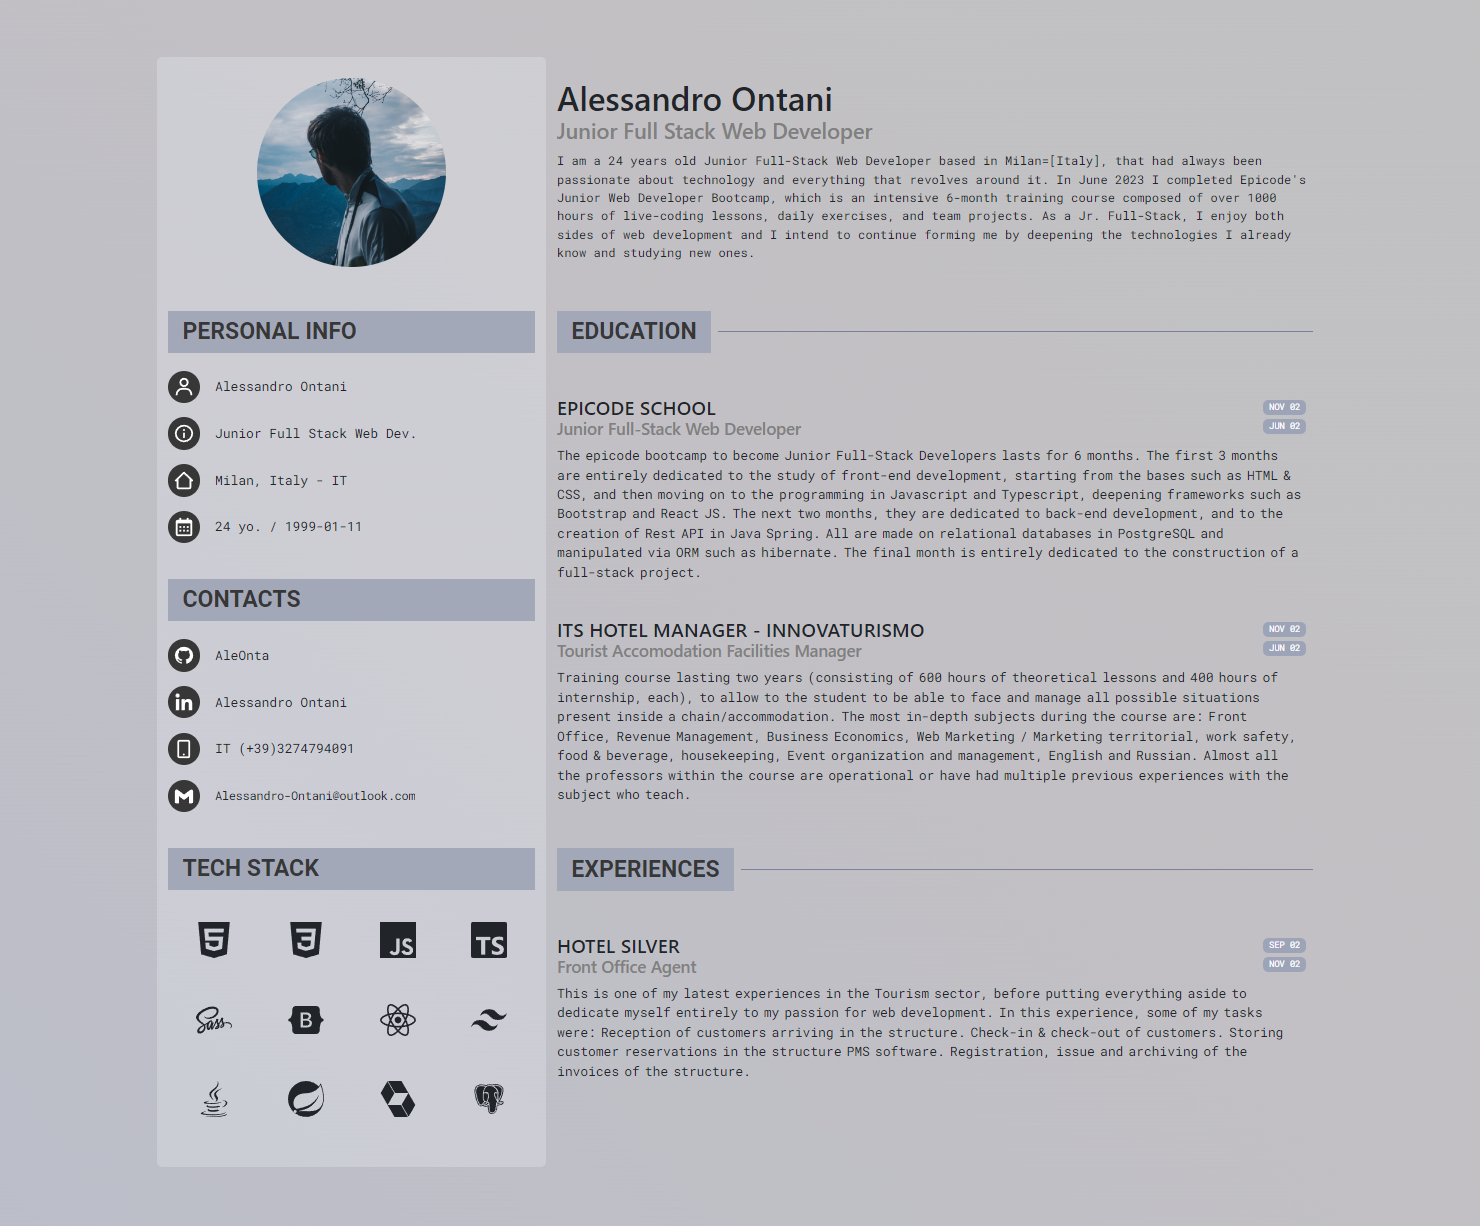 Alessandro Ontani
Junior Full Stack Web Developer
I am a 24 years old Junior Full-Stack Web Developer based in Milan=[Italy], that had always been
passionate about technology and everything that revolves around it. In June 2023 I completed Epicode's
Junior Web Developer Bootcamp, which is an intensive 6-month training course composed of over 1000
hours of live-coding lessons, daily exercises, and team projects. As a Jr. Full-Stack, I enjoy both
sides of web development and I intend to continue forming me by deepening the technologies I already
know and studying new ones.
PERSONAL INFO
Alessandro Ontani
Junior Full Stack Web Dev.
Milan, Italy - IT
24 yo. / 1999-01-11
CONTACTS
AleOnta
in
Alessandro Ontani
IT (+39)3274794091
M
Alessandro-Ontani@outlook.com
TECH STACK
5
3
JS
TS
Sass
B
EDUCATION
EPICODE SCHOOL
NOV 02
Junior Full-Stack Web Developer
JUN 02
The epicode bootcamp to become Junior Full-Stack Developers lasts for 6 months. The first 3 months
are entirely dedicated to the study of front-end development, starting from the bases such as HTML &
CSS, and then moving on to the programming in Javascript and Typescript, deepening frameworks such as
Bootstrap and React JS. The next two months, they are dedicated to back-end development, and to the
creation of Rest API in Java Spring. All are made on relational databases in PostgreSQL and
manipulated via ORM such as hibernate. The final month is entirely dedicated to the construction of a
full-stack project.
ITS HOTEL MANAGER - INNOVATURISMO
NOV 02
Tourist Accomodation Facilities Manager
JUN 02
Training course lasting two years (consisting of 600 hours of theoretical lessons and 400 hours of
internship, each), to allow to the student to be able to face and manage all possible situations
present inside a chain/accommodation. The most in-depth subjects during the course are: Front
Office, Revenue Management, Business Economics, Web Marketing / Marketing territorial, work safety,
food & beverage, housekeeping, Event organization and management, English and Russian. Almost all
the professors within the course are operational or have had multiple previous experiences with the
subject who teach.
EXPERIENCES
HOTEL SILVER
SEP 02
Front Office Agent
NOV 02
This is one of my latest experiences in the Tourism sector, before putting everything aside to
dedicate myself entirely to my passion for web development. In this experience, some of my tasks
were: Reception of customers arriving in the structure. Check-in & check-out of customers. Storing
customer reservations in the structure PMS software. Registration, issue and archiving of the
invoices of the structure.